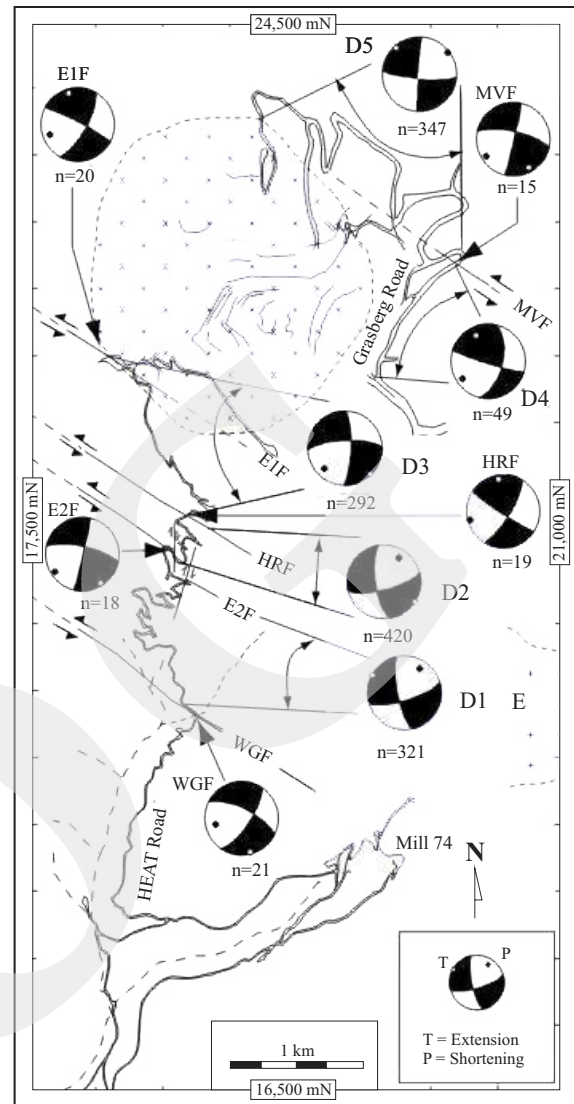 24,500 mN
D5
n=347
E1F
n=20
MVF
n=15
Grasberg Road
MVF
D4
n=49
D3
n=292
E1F
HRF
n=19
17,500 mN
21,000 mN
E2F
n=18
HRF
D2
n=420
E2F
D1
n=321
E
WGF
WGF
n=21
HEAT Road
Mill 74
N
T
P
T = Extension
P = Shortening
1 km
16,500 mN